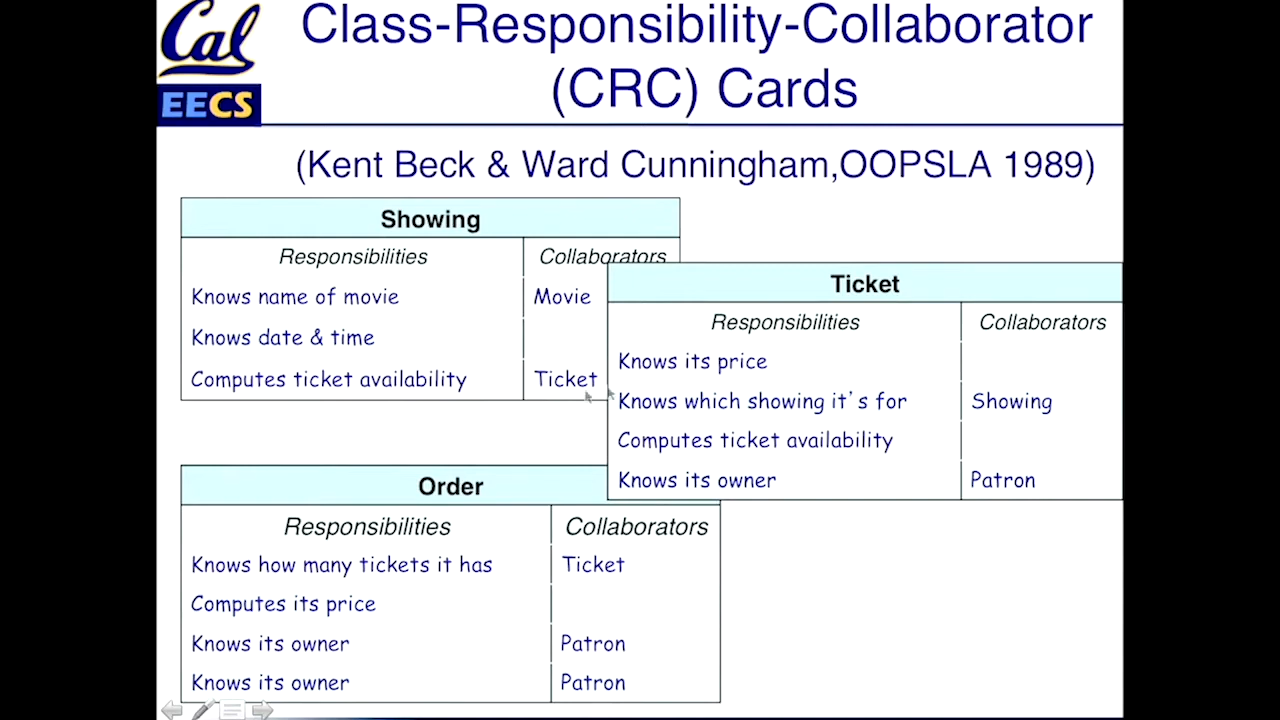 Cal
EECS
Class-Responsibility-Collaborator
(CRC) Cards
(Kent Beck & Ward Cunningham,OOPSLA 1989)
Showing
Responsibilities Collaborators
Knows name of movie Movie
Knows date & time
Computes ticket availability Ticket
Ticket
Responsibilities Collaborators
Knows its price
Knows which showing it's for Showing
Computes ticket availability
Knows its owner Patron
Order
Responsibilities Collaborators
Knows how many tickets it has Ticket
Computes its price
Knows its owner Patron
Knows its owner Patron